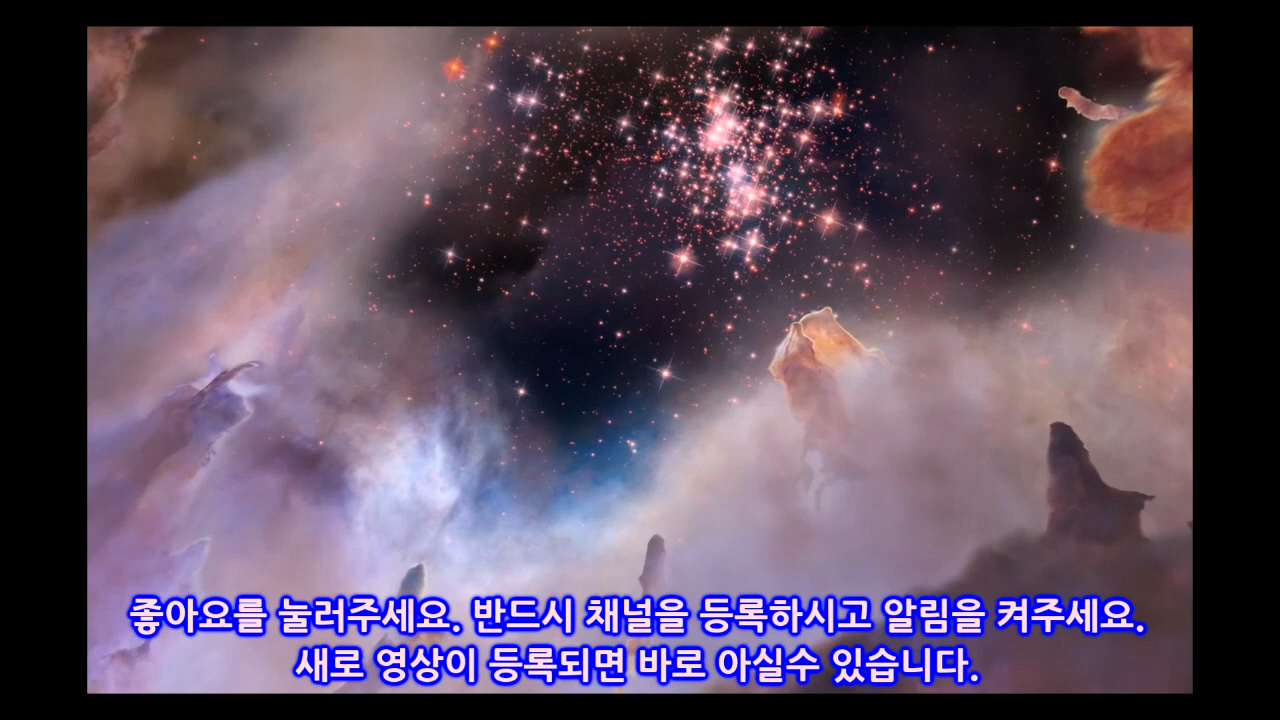 좋아요를 눌러주세요. 반드시 채널을 등록하시고 알림을 켜주세요.
새로 영상이 등록되면 바로 아실수 있습니다.